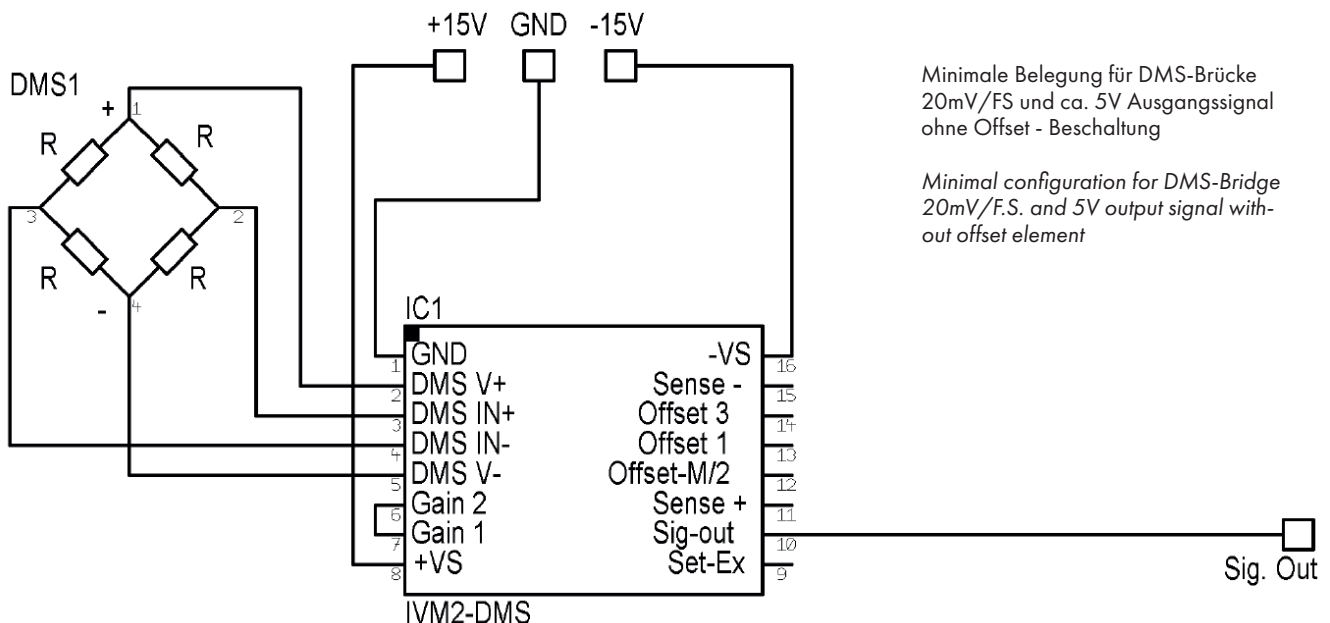 +15V GND -15V
DMS1
+ 1
R R
3 2
R R
- 4
Minimale Belegung für DMS-Brücke
20mV/FS und ca. 5V Ausgangssignal
ohne Offset - Beschaltung
Minimal configuration for DMS-Bridge
20mV/F.S. and 5V output signal with-
out offset element
IC1
1 GND -VS 16
2 DMS V+ Sense - 15
3 DMS IN+ Offset 3 14
4 DMS IN- Offset 1 13
5 DMS V- Offset-M/2 12
6 Gain 2 Sense + 11
7 Gain 1 Sig-out 10
8 +VS Set-Ex 9
IVM2-DMS
Sig. Out